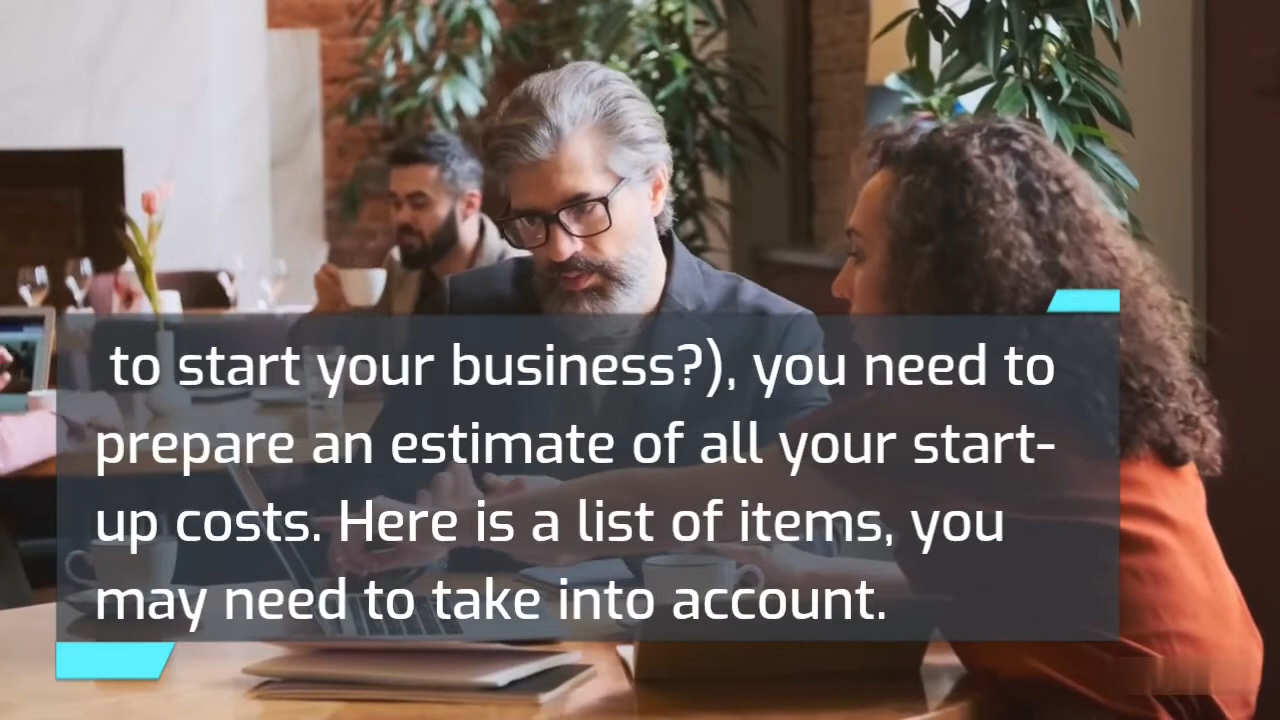 to start your business?), you need to
prepare an estimate of all your start-
up costs. Here is a list of items, you
may need to take into account.